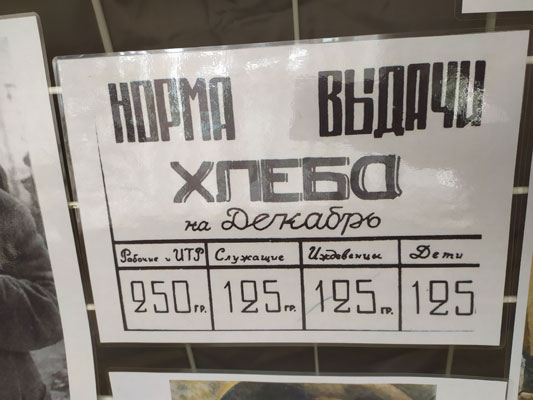 НОРМА ВЫДАЧИ
ХЛЕБА
на Декабрь
Рабочие и ИТР Служащие Иждевенцы Дети
250 ГР. 125 ГР. 125 ГР. 125